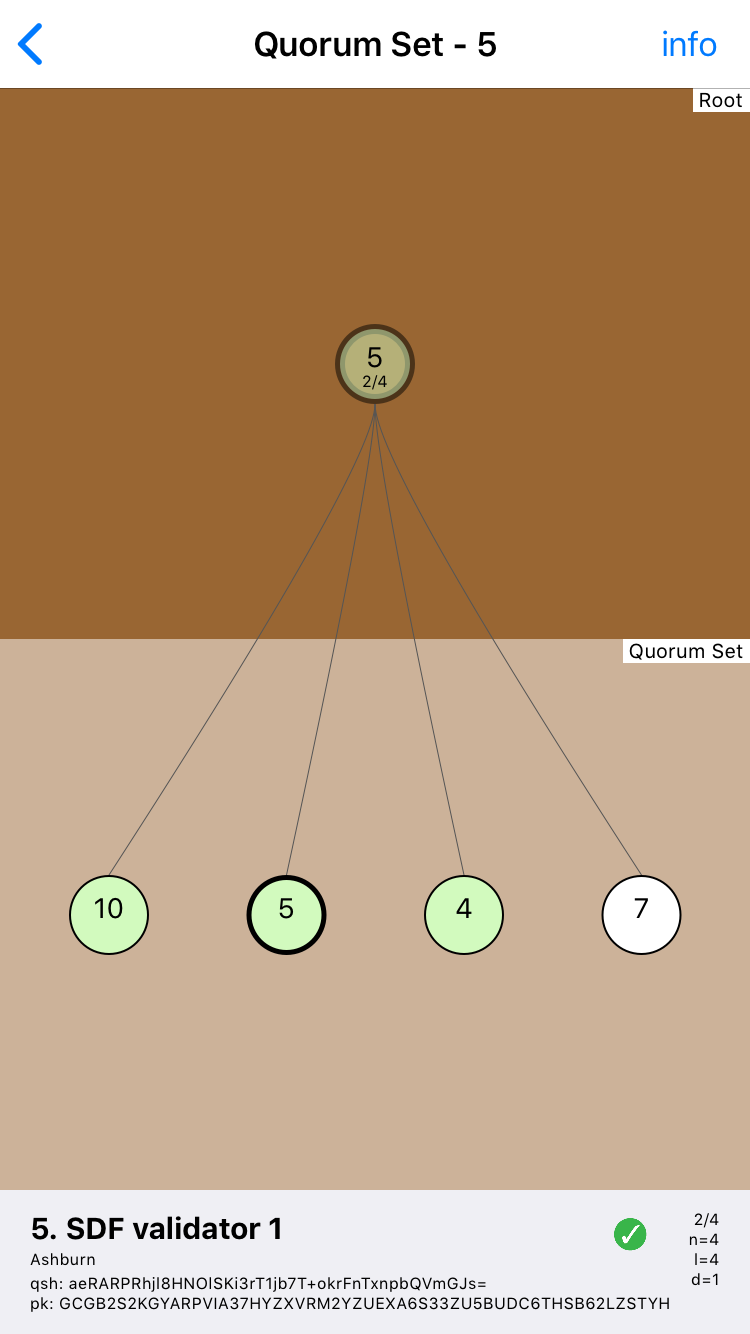 Quorum Set - 5
info
Root
5
2/4
Quorum Set
10
5
4
7
5. SDF validator 1
Ashburn
qsh: aeRARPRhjI8HNOISKi3rT1jb7T+okrFnTxnpbQVmGJs=
pk: GCGB2S2KGYARPVIA37HYZXVRM2YZUEXA6S33ZU5BUDC6THSB62LZSTYH
2/4
n=4
l=4
d=1